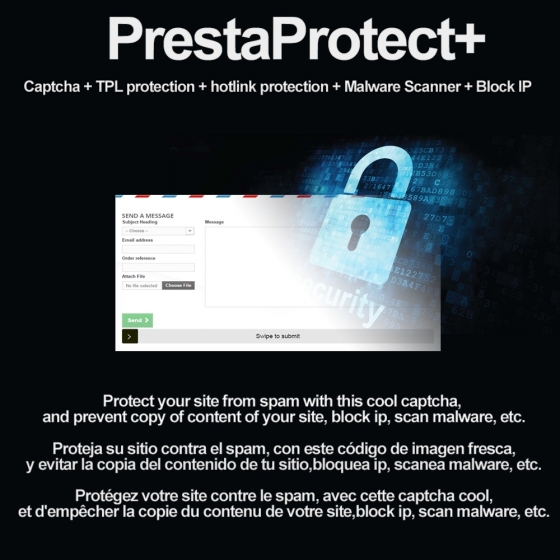 PrestaProtect+
Captcha + TPL protection + hotlink protection + Malware Scanner + Block IP
SEND A MESSAGE
Subject Heading
Message
-- Choose --
Email address
Order reference
Attach File
No file selected
Choose File
Send
Swipe to submit
curity
Protect your site from spam with this cool captcha,
and prevent copy of content of your site, block ip, scan malware, etc.
Proteja su sitio contra el spam, con este código de imagen fresca,
y evitar la copia del contenido de tu sitio,bloquea ip, scanea malware, etc.
Protégez votre site contre le spam, avec cette captcha cool,
et d'empêcher la copie du contenu de votre site,block ip, scan malware, etc.